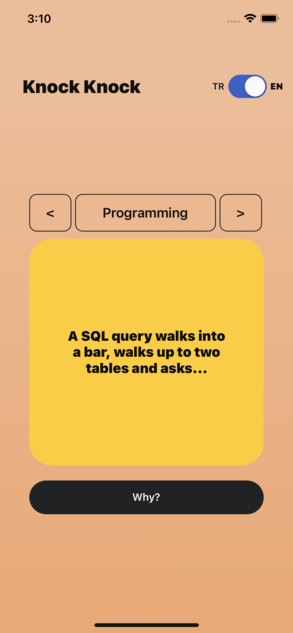 3:10
Knock Knock
TR
EN
<
Programming
>
A SQL query walks into
a bar, walks up to two
tables and asks...
Why?